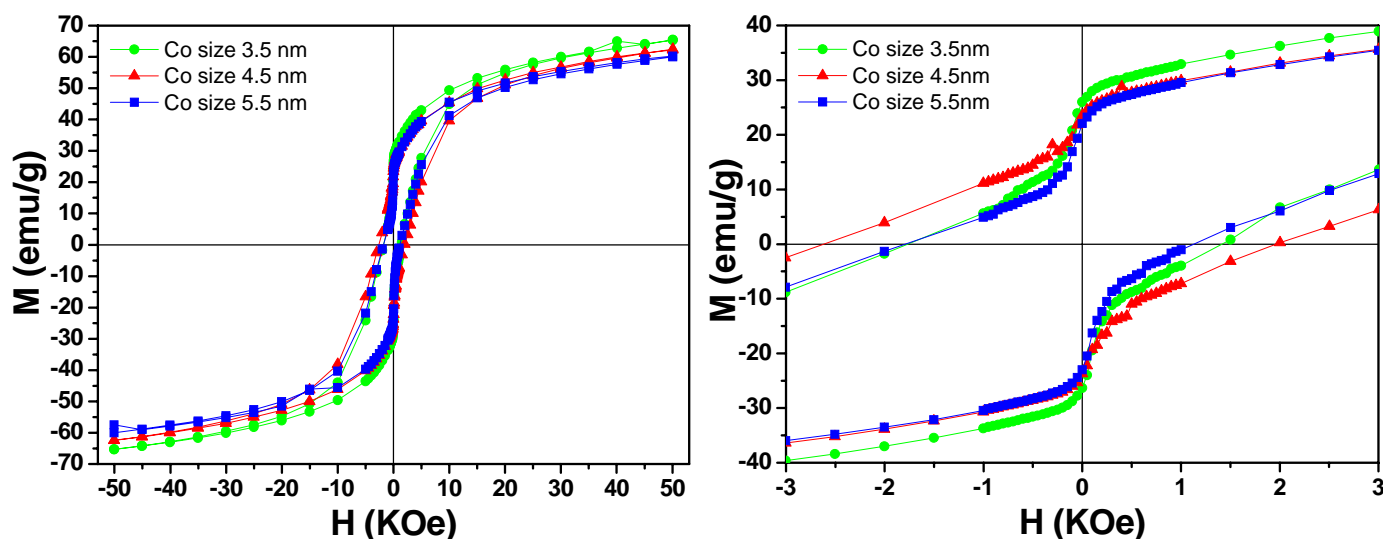 70
60
50
40
30
20
10
0
-10
-20
-30
-40
-50
-60
-70
M (emu/g)
Co size 3.5 nm
Co size 4.5 nm
Co size 5.5 nm
-50 -40 -30 -20 -10 0 10 20 30 40 50
H (KOe)
40
30
20
10
0
-10
-20
-30
-40
M (emu/g)
Co size 3.5nm
Co size 4.5nm
Co size 5.5nm
-3 -2 -1 0 1 2 3
H (KOe)